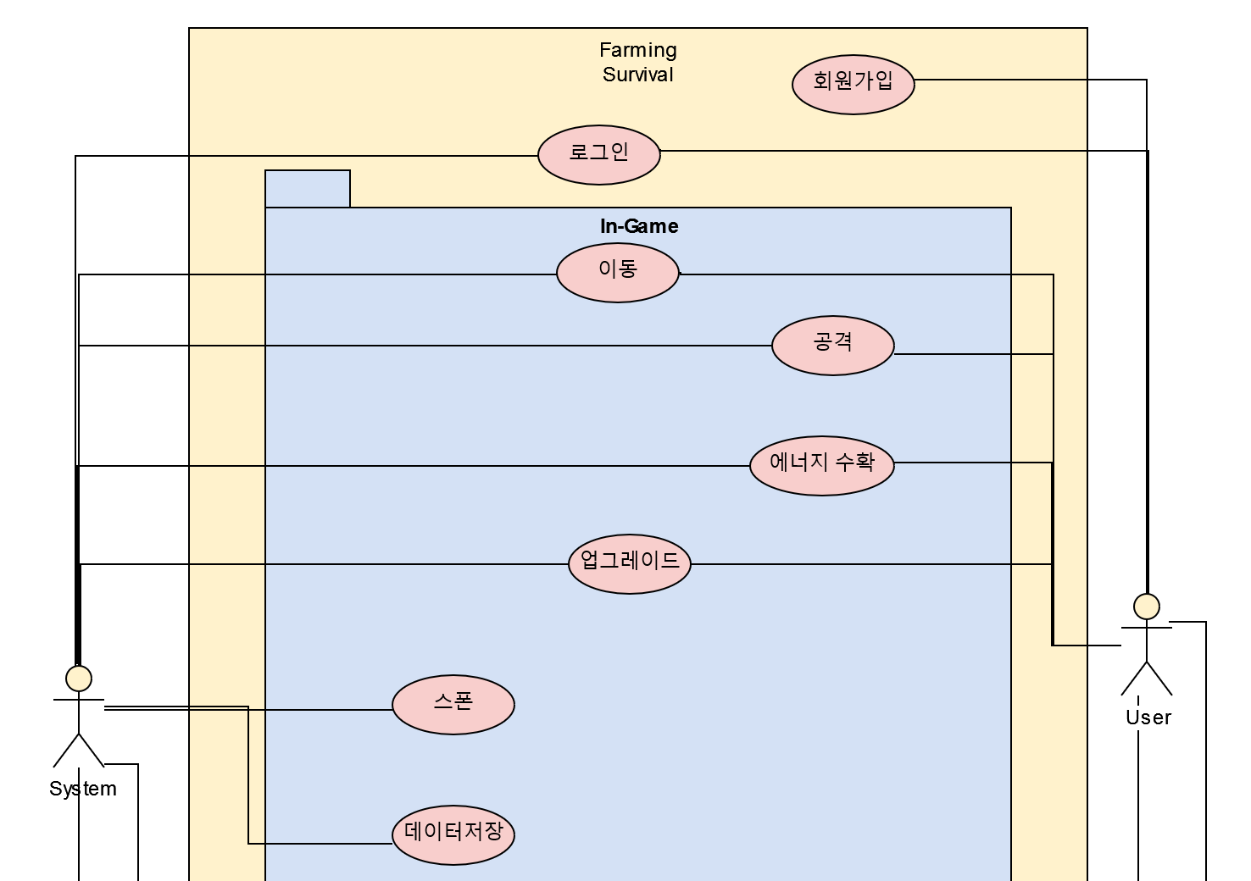 Farming
Survival
회원가입
로그인
In-Game
이동
공격
에너지 수확
업그레이드
스폰
User
System
데이터저장